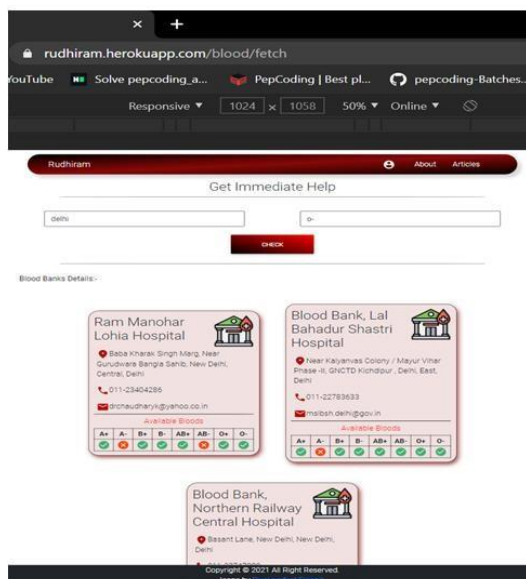 rudhiram.herokuapp.com/blood/fetch
YouTube Solve pepcoding_a... PepCoding | Best pl... pepcoding-Batches...
Responsive ▼ 1024 x 1058 50% ▼ Online ▼
Rudhiram About Articles
Get Immediate Help
delhi o-
CHECK
Blood Banks Details:-
Ram Manohar
Lohia Hospital
Baba Kharak Singh Marg, Near
Gurudwara Bangla Sahib, New Delhi,
Central, Delhi
011-23404286
drchaudharyk@yahoo.co.in
Available Bloods
A+ A- B+ B- AB+ AB- O+ O-
Blood Bank, Lal
Bahadur Shastri
Hospital
Near Kalyanvas Colony / Mayur Vihar
Phase -II, GNCTD Kichdipur , Delhi, East,
Delhi
011-22783633
mslbsh.delhi@gov.in
Available Bloods
A+ A- B+ B- AB+ AB- O+ O-
Blood Bank,
Northern Railway
Central Hospital
Basant Lane, New Delhi, New Delhi,
Delhi
Copyright © 2021 All Right Reserved.